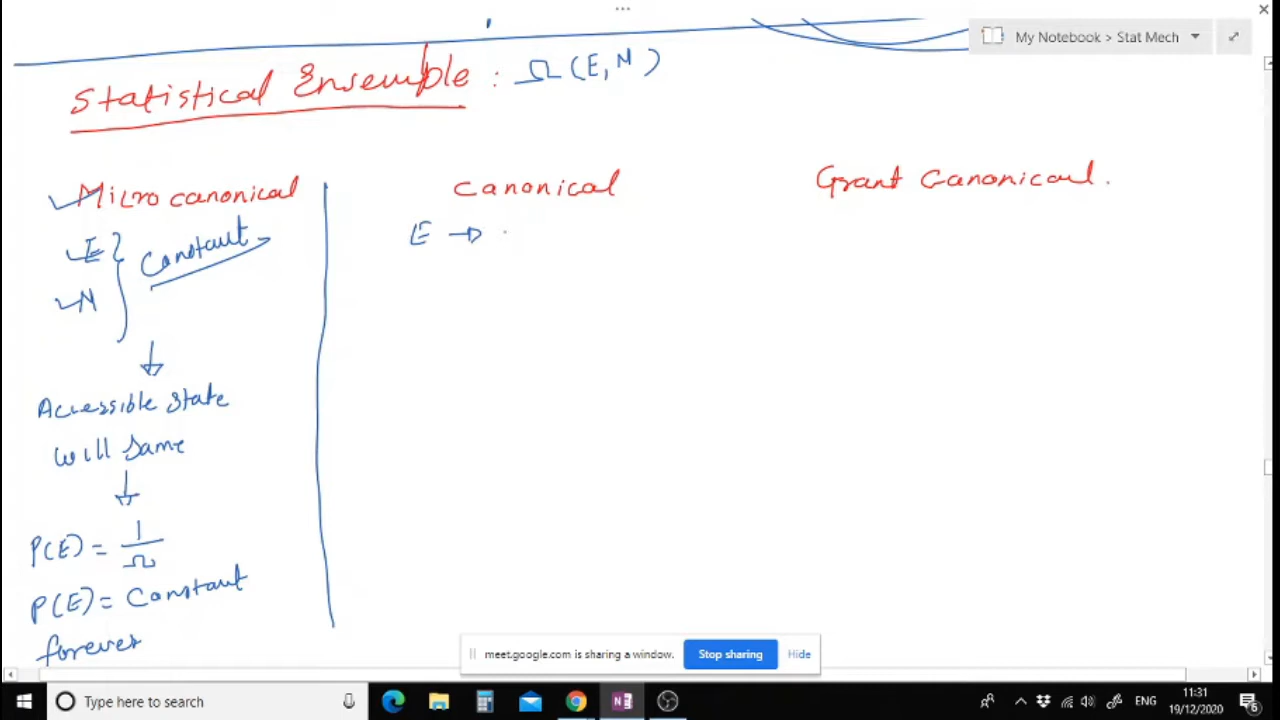 My Notebook > Stat Mech
Statistical Ensemble : Ω (E, N)
Micro canonical
canonical
Grant Canonical.
E } Constant
N
E →
Accessible State
will Same
P(E) = 1/Ω
P(E) = Constant
forever
meet.google.com is sharing a window.
Stop sharing
Hide
Type here to search
ENG
11:31
19/12/2020
6